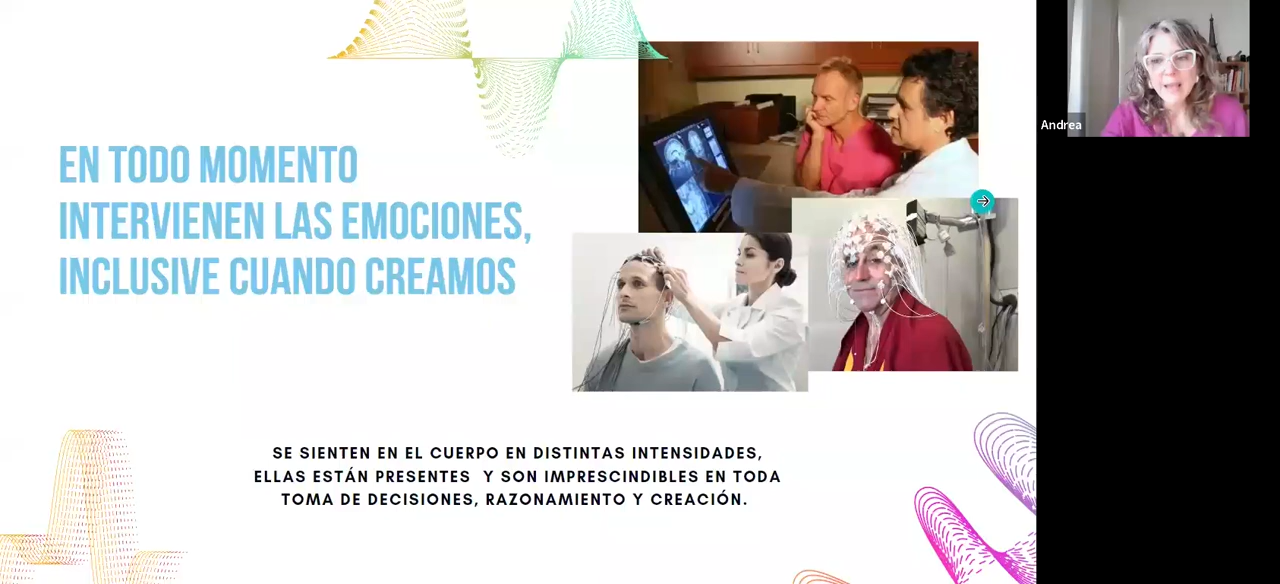 EN TODO MOMENTO
INTERVIENEN LAS EMOCIONES,
INCLUSIVE CUANDO CREAMOS
SE SIENTEN EN EL CUERPO EN DISTINTAS INTENSIDADES,
ELLAS ESTÁN PRESENTES Y SON IMPRESCINDIBLES EN TODA
TOMA DE DECISIONES, RAZONAMIENTO Y CREACIÓN.
Andrea